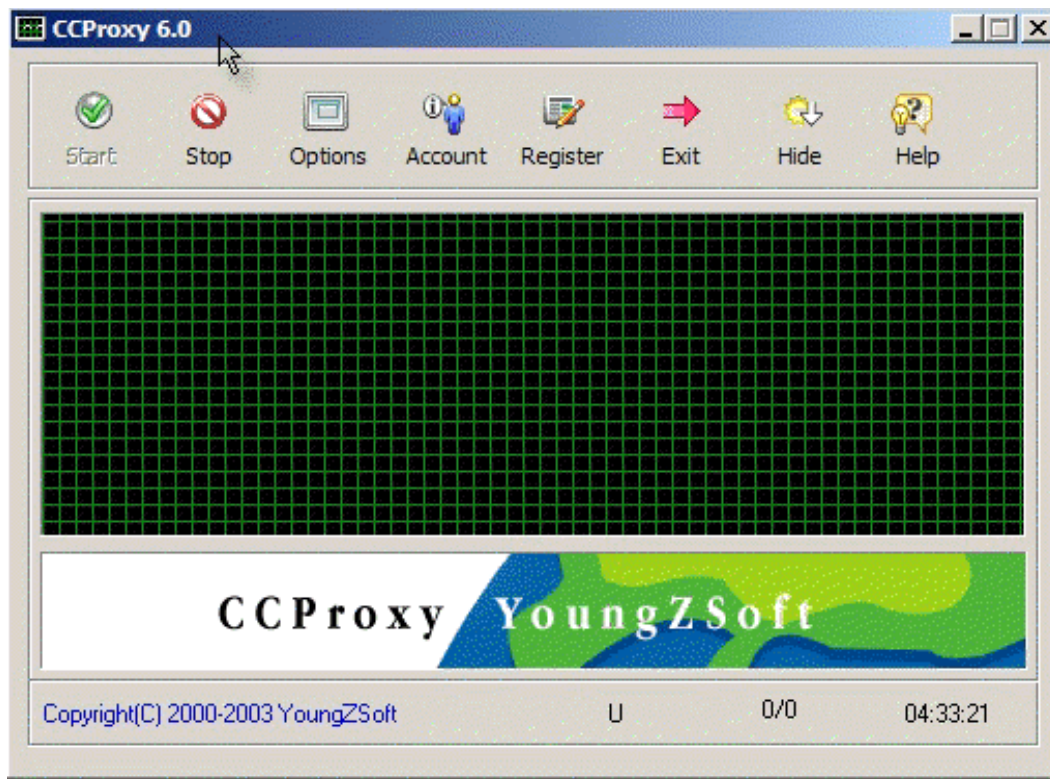 CCProxy 6.0
Start Stop Options Account Register Exit Hide Help
CCProxy YoungZSoft
Copyright(C) 2000-2003 YoungZSoft U 0/0 04:33:21